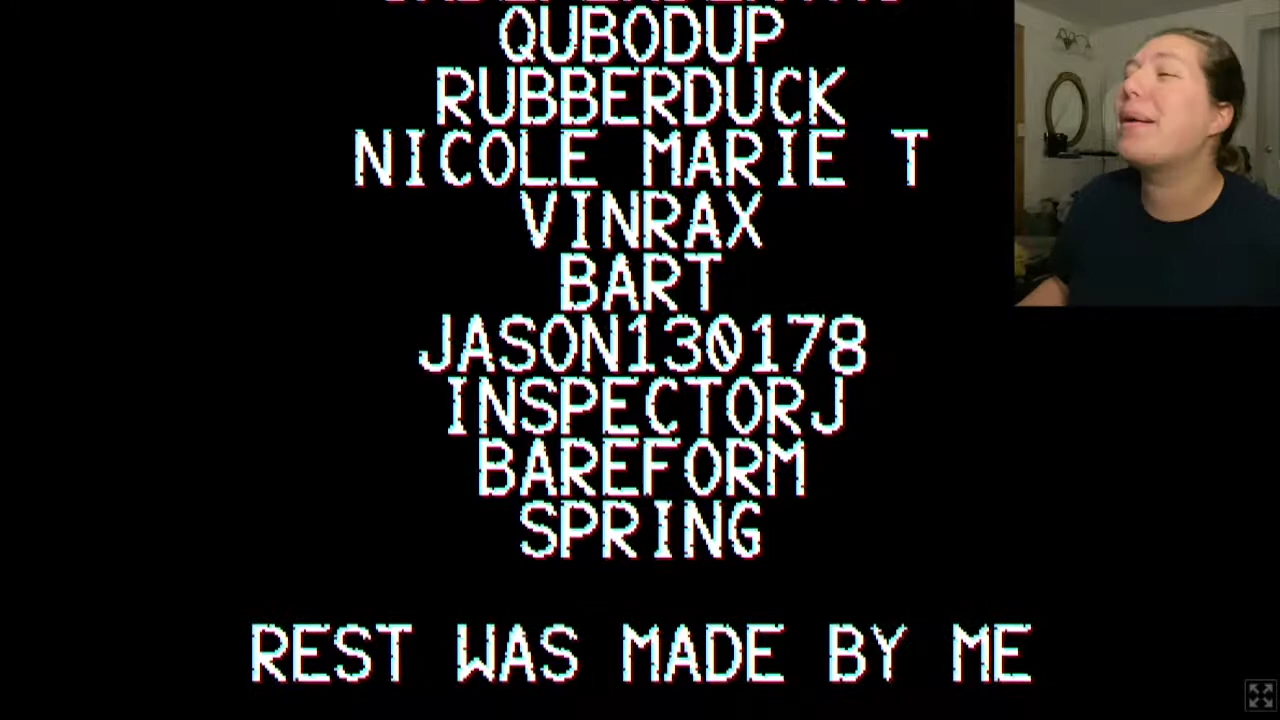 QUBODUP
RUBBERDUCK
NICOLE MARIE T
VINRAX
BART
JASON130178
INSPECTORJ
BAREFORM
SPRING
REST WAS MADE BY ME